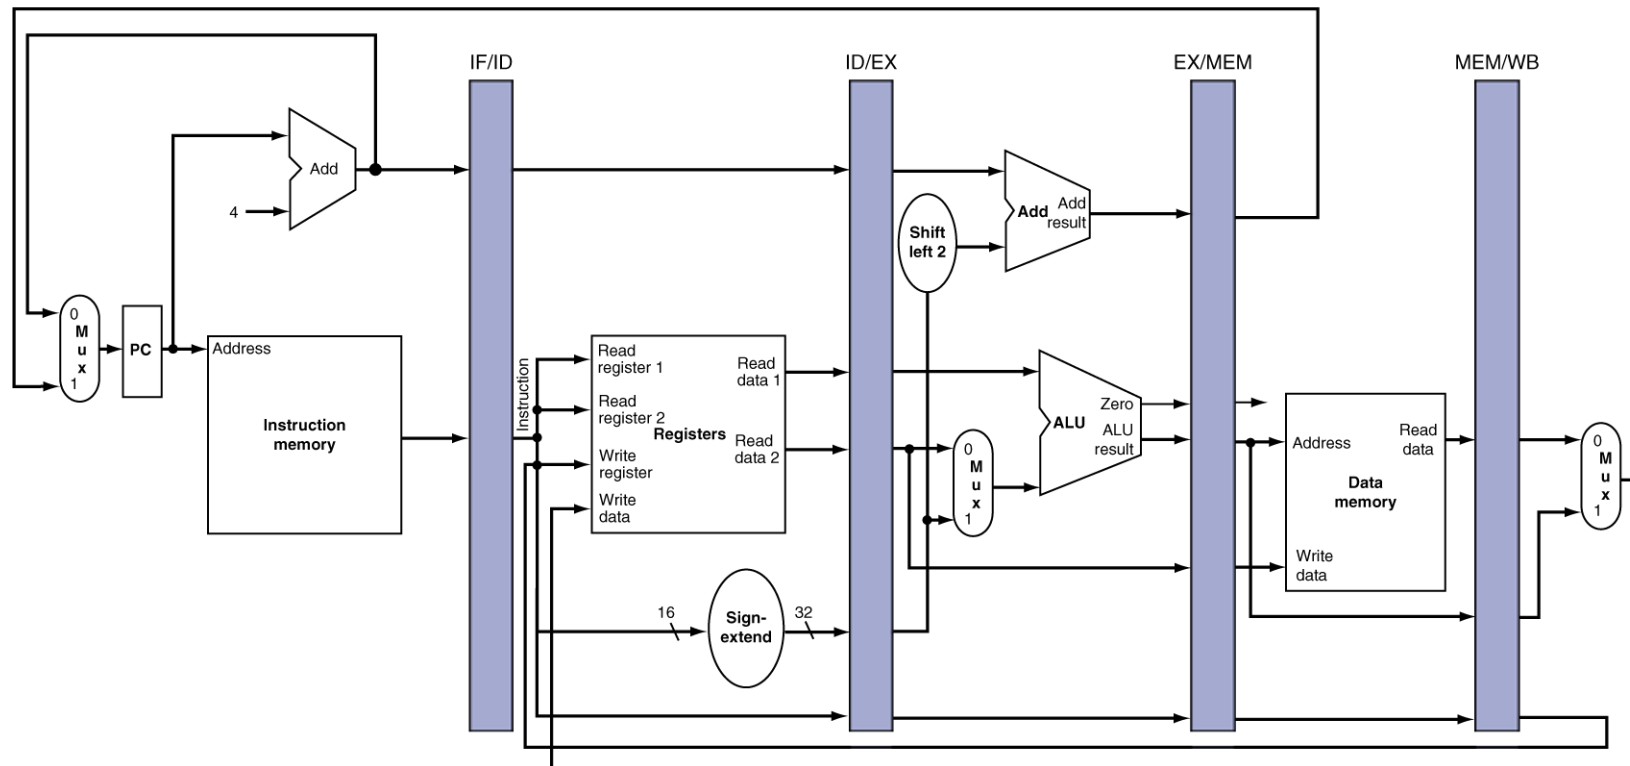 IF/ID
ID/EX
EX/MEM
MEM/WB
Add
4
Add
Add
result
Shift
left 2
0
M
u
x
1
PC
Address
Instruction
memory
Instruction
Read
register 1
Read
register 2
Write
register
Write
data
Registers
Read
data 1
Read
data 2
16
Sign-
extend
32
0
M
u
x
1
ALU
Zero
ALU
result
Address
Read
data
Data
memory
Write
data
0
M
u
x
1